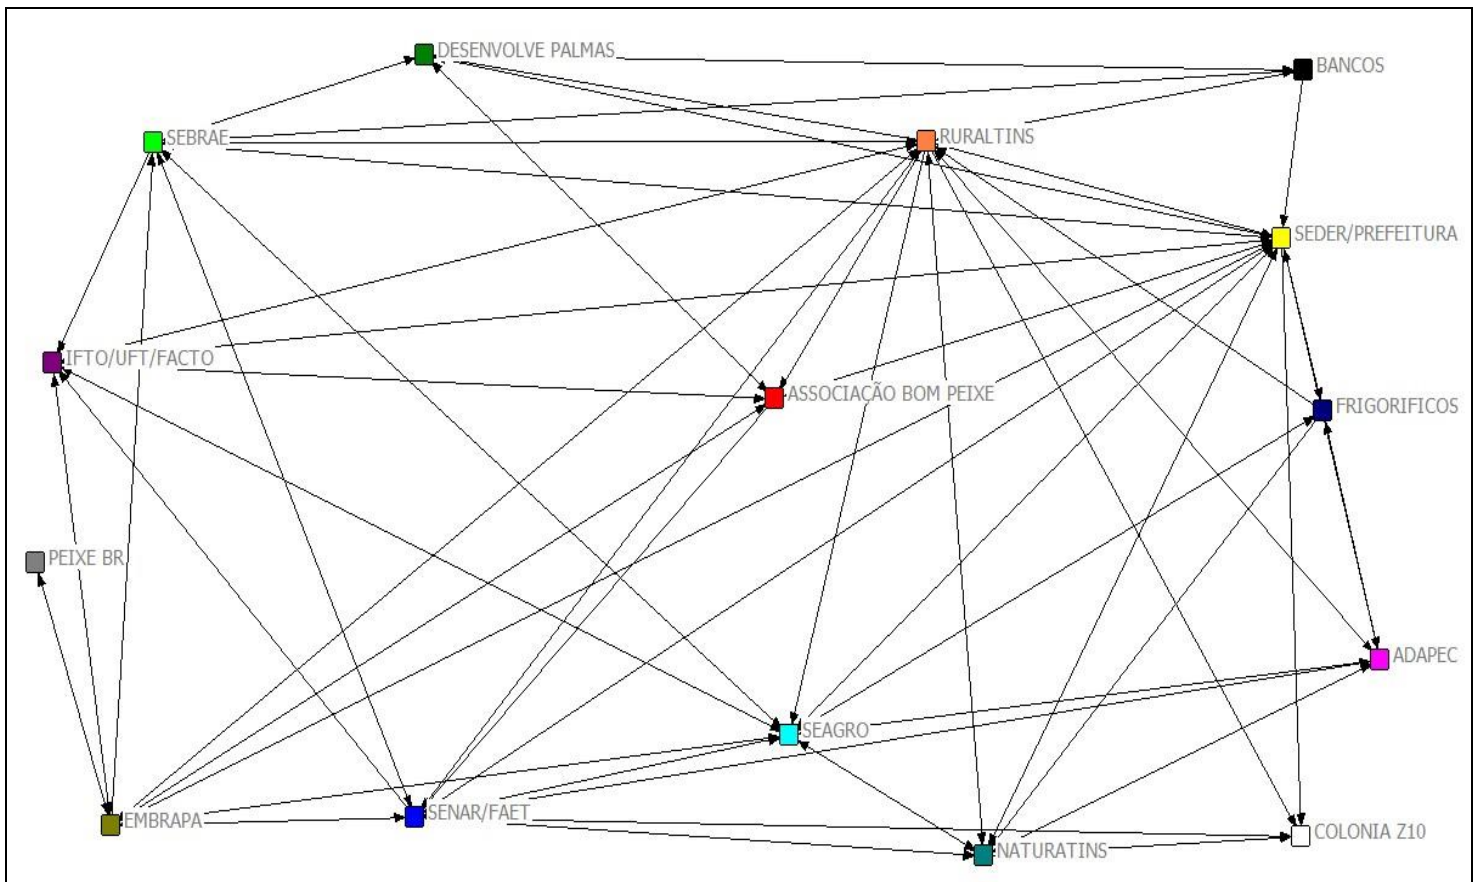 DESENVOLVE PALMAS
BANCOS
SEBRAE
RURALTINS
SEDER/PREFEITURA
IFTO/UFT/FACTO
ASSOCIAÇÃO BOM PEIXE
FRIGORIFICOS
PEIXE BR
ADAPEC
SEAGRO
EMBRAPA
SENAR/FAET
COLONIA Z10
NATURATINS